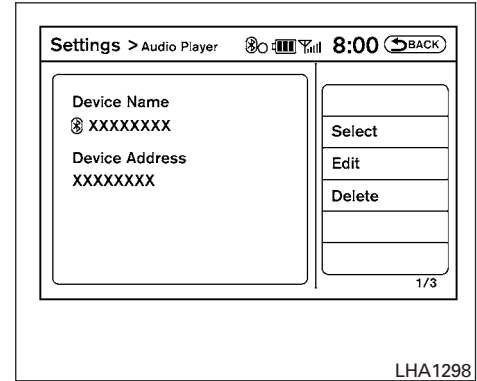 Settings > Audio Player 8:00 BACK
Device Name
XXXXXXXX
Device Address
XXXXXXXX
Select
Edit
Delete
1/3
LHA1298